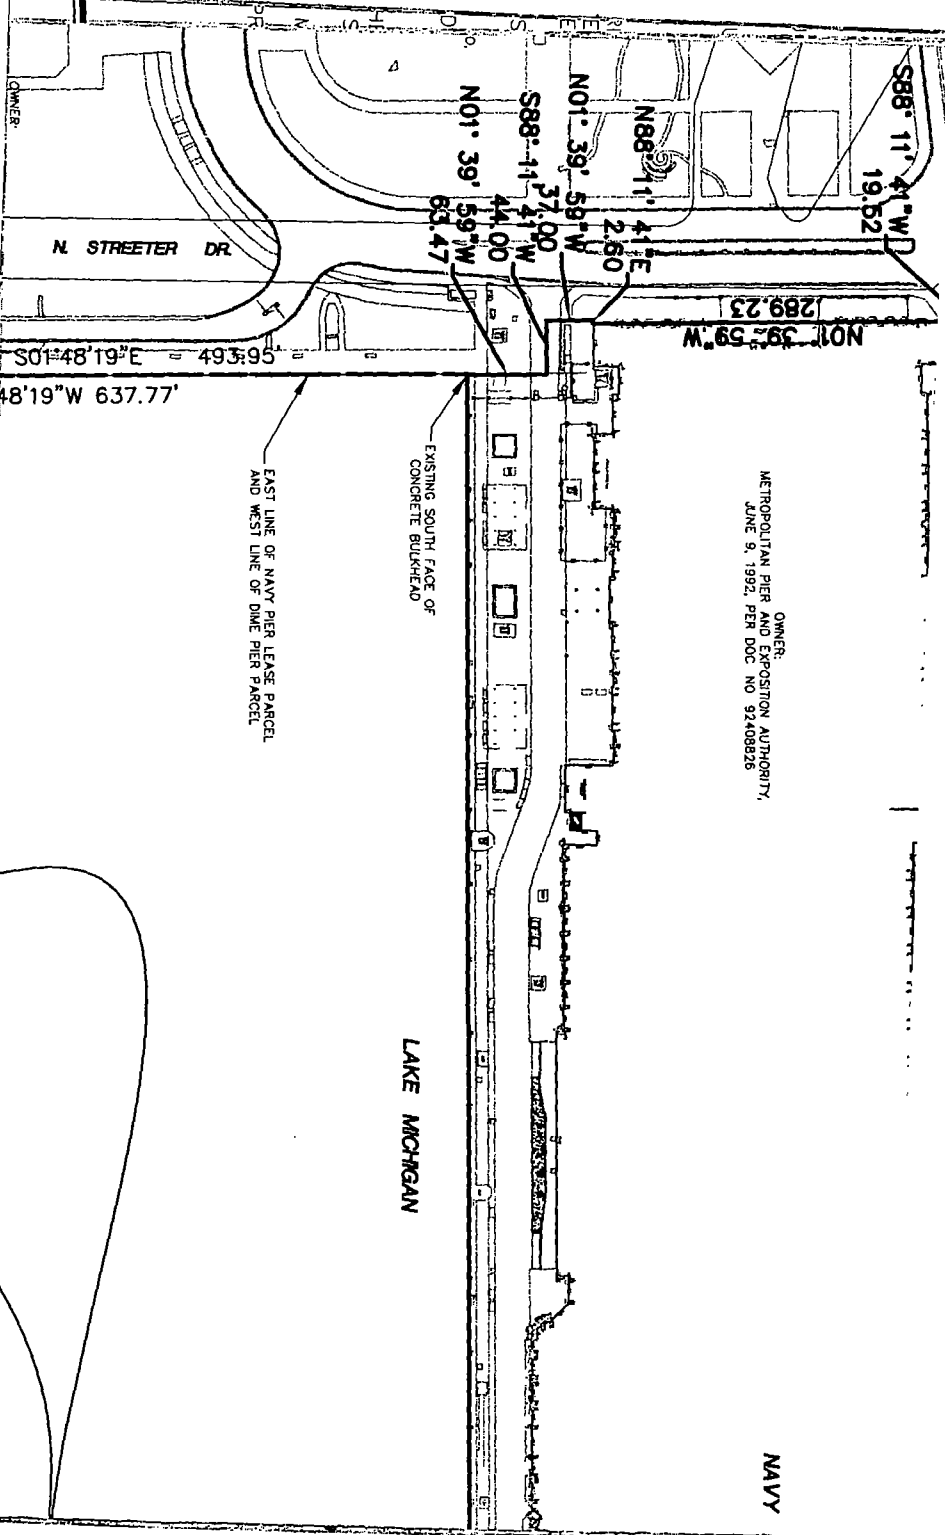 S88° 11' 41"W
19.52
N88° 11' 41"E
2.60
N01° 39' 59"W
37.00
S88° 11' 41"W
44.00
N01° 39' 59"W
63.47
289.23
N01° 39' 59" W
OWNER:
N. STREETER DR.
S01°48'19"E 493.95'
48'19"W 637.77'
EXISTING SOUTH FACE OF
CONCRETE BULKHEAD
EAST LINE OF NAVY PIER LEASE PARCEL
AND WEST LINE OF DIME PIER PARCEL
OWNER:
METROPOLITAN PIER AND EXPOSITION AUTHORITY,
JUNE 9, 1992, PER DOC NO 92408826
LAKE MICHIGAN
NAVY